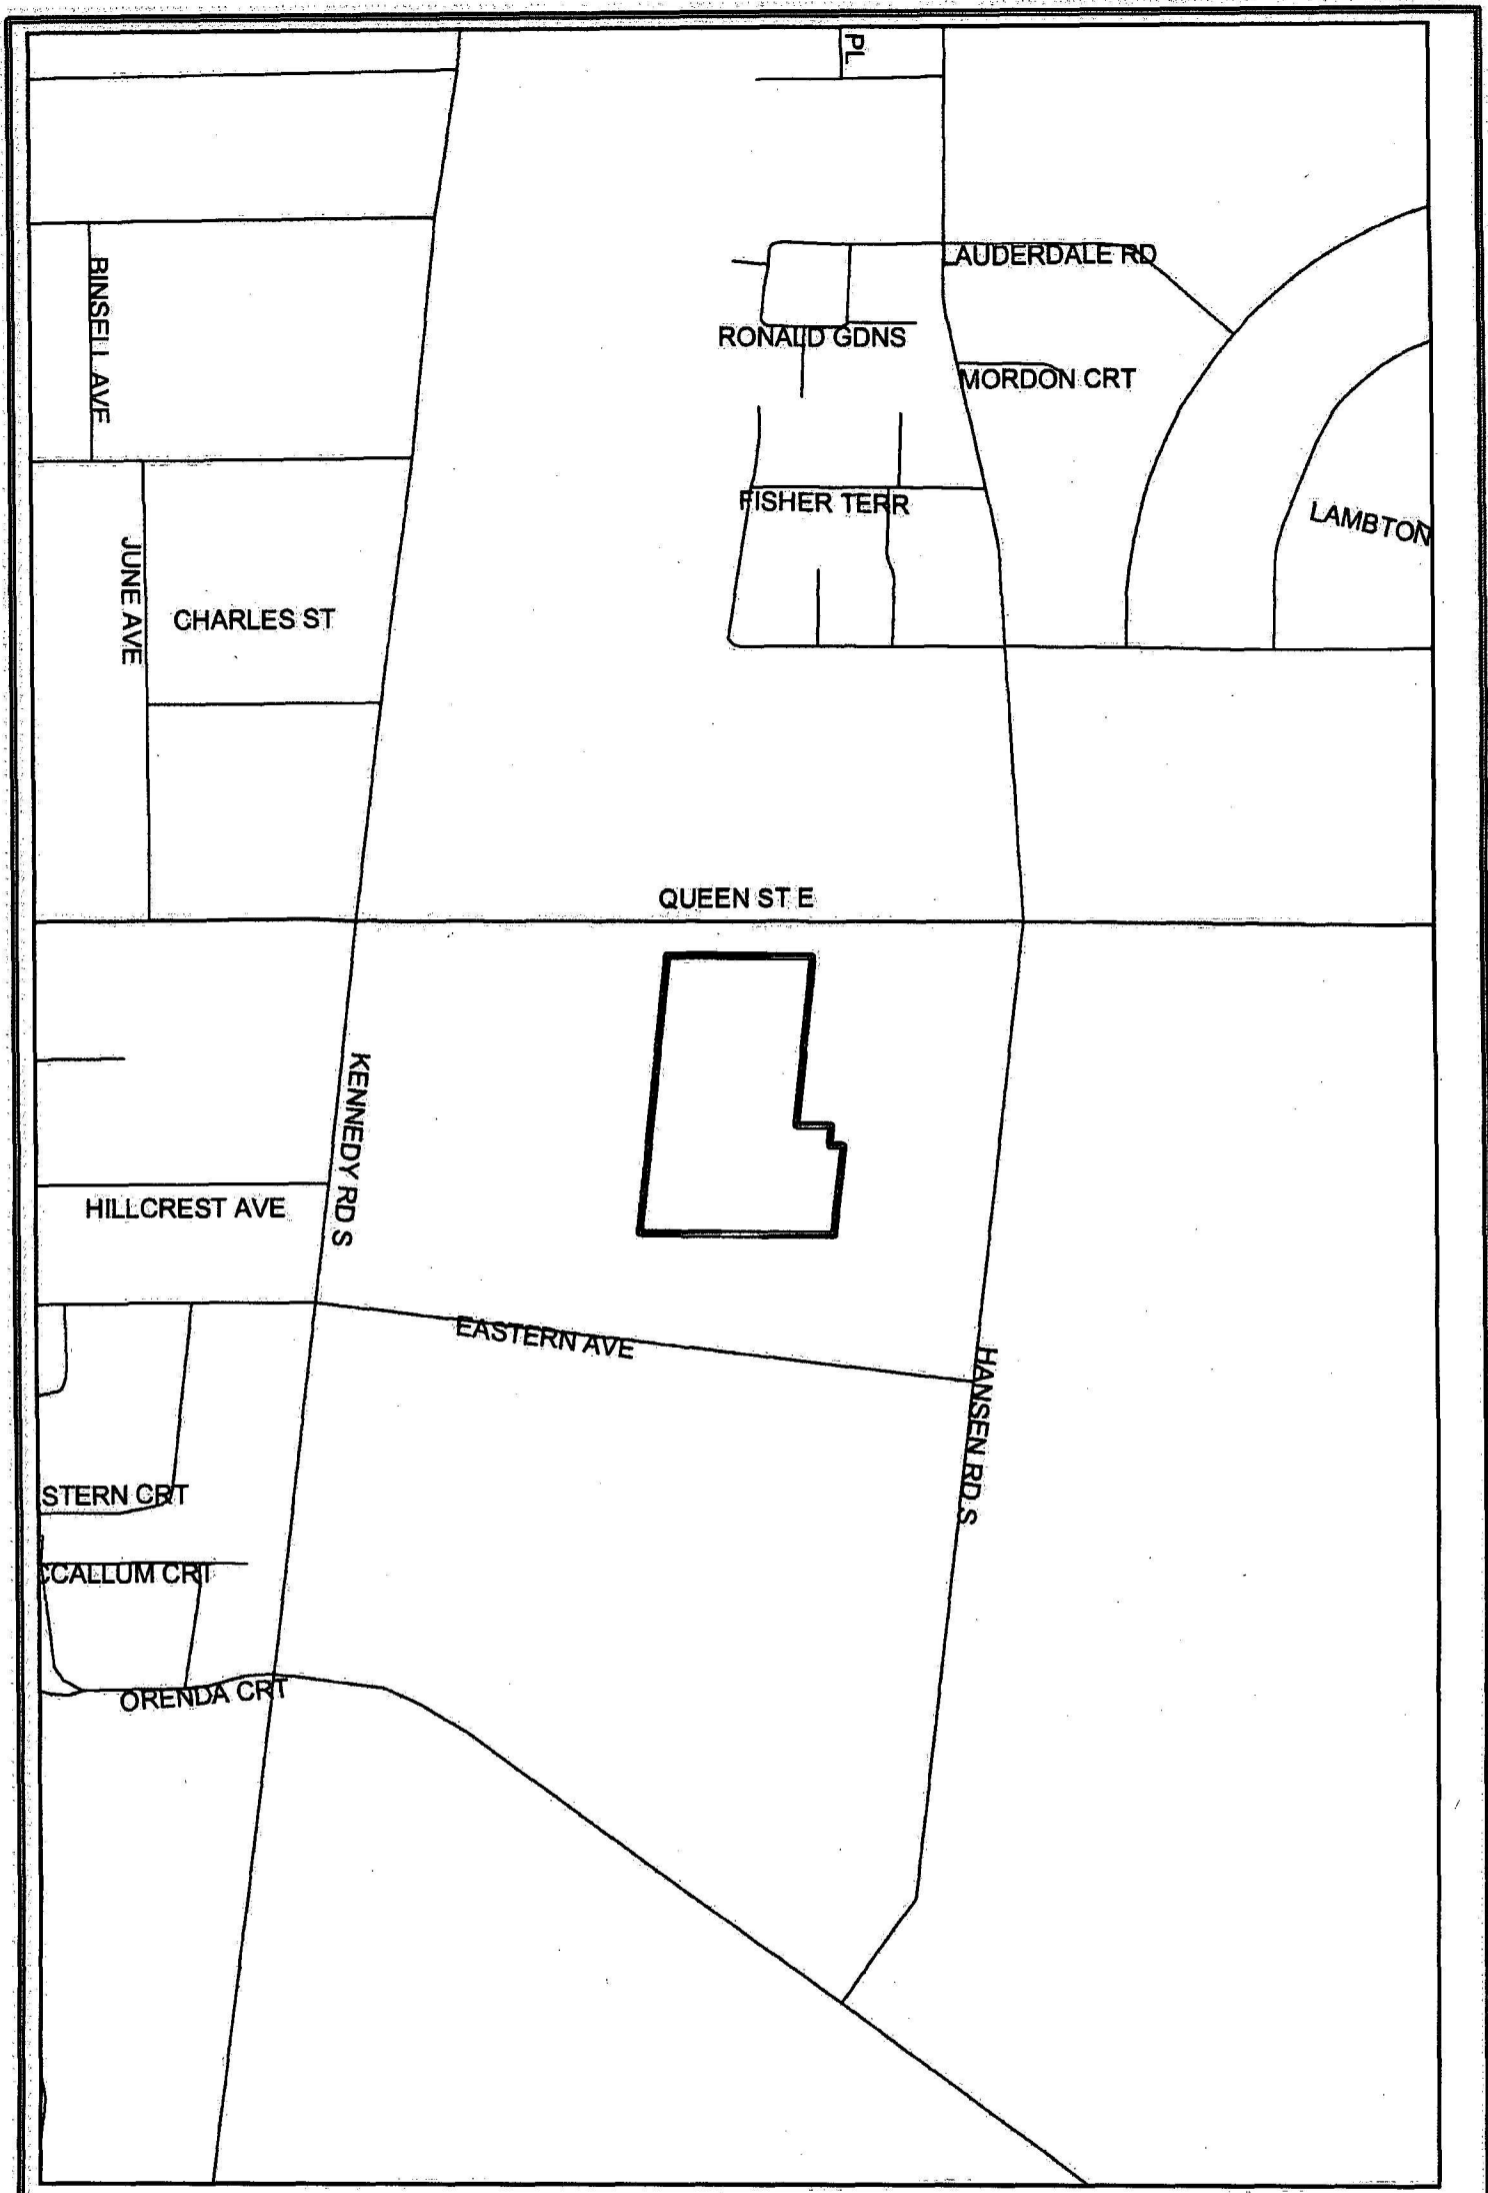 PL
LAUDERDALE RD
BINSELL AVE
RONALD GDNS
MORDON CRT
FISHER TERR
LAMBTON
JUNE AVE
CHARLES ST
QUEEN ST E
KENNEDY RD S
HILLCREST AVE
EASTERN AVE
HANSEN RD S
STERN CRT
CCALLUM CRT
ORENDA CRT